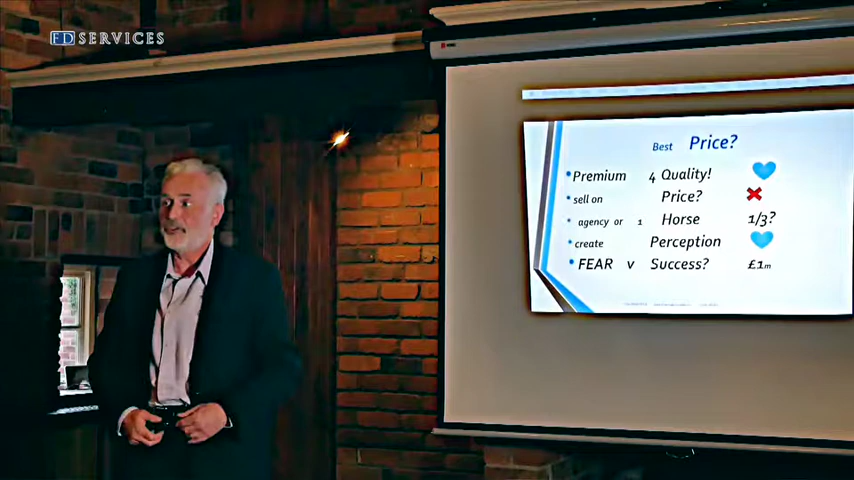 FD SERVICES
Best Price?
Premium 4 Quality!
sell on Price?
agency or 1 Horse 1/3?
create Perception
FEAR v Success? £1m